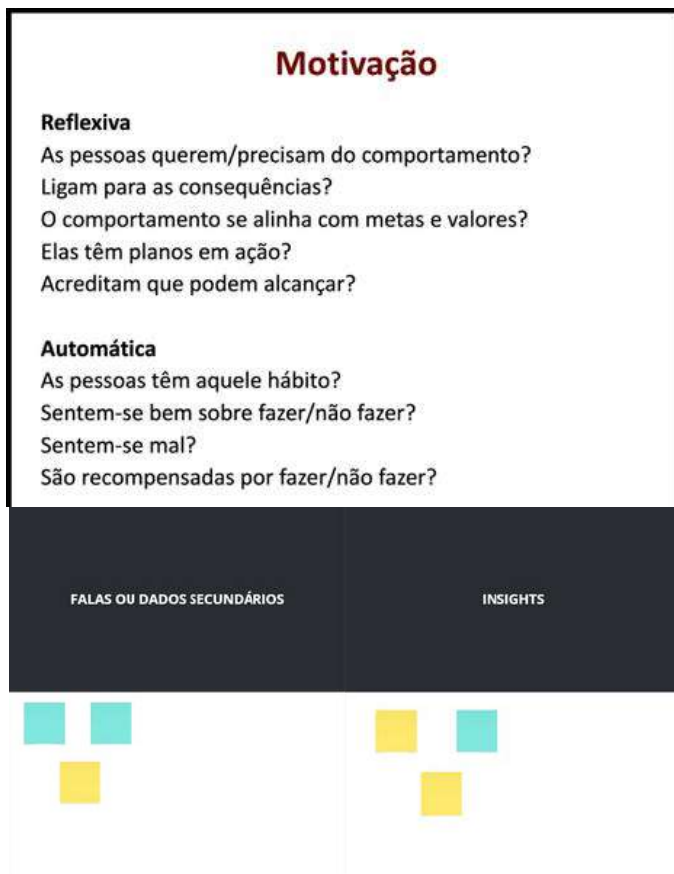 Motivação
Reflexiva
As pessoas querem/precisam do comportamento?
Ligam para as consequências?
O comportamento se alinha com metas e valores?
Elas têm planos em ação?
Acreditam que podem alcançar?
Automática
As pessoas têm aquele hábito?
Sentem-se bem sobre fazer/não fazer?
Sentem-se mal?
São recompensadas por fazer/não fazer?
FALAS OU DADOS SECUNDÁRIOS
INSIGHTS